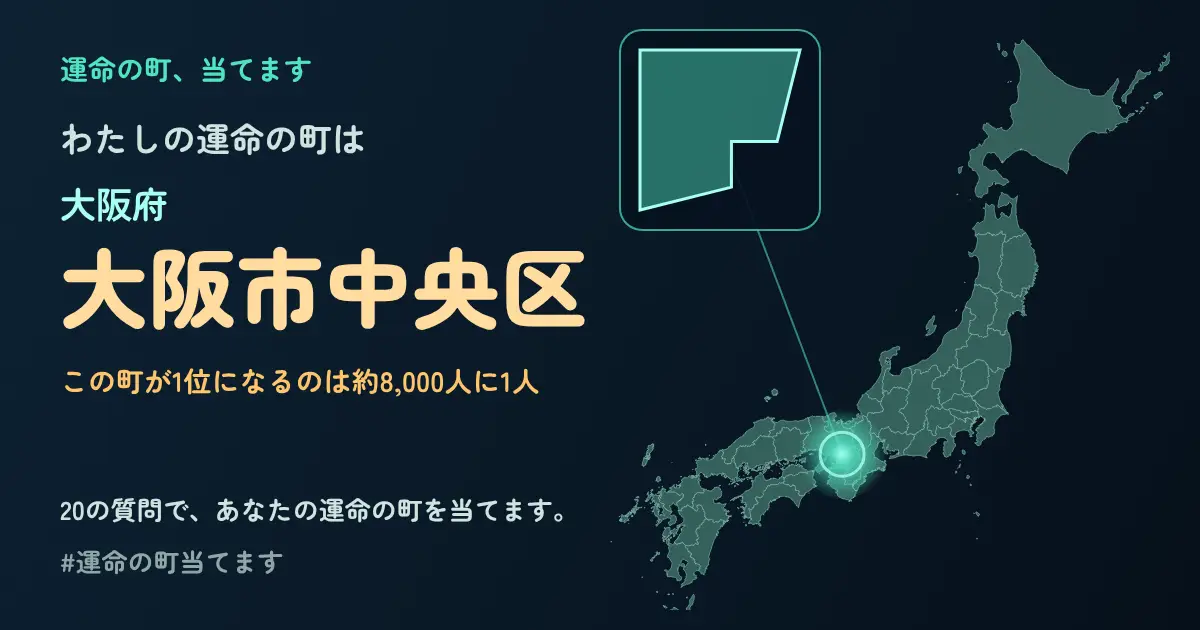 運命の町、当てます
わたしの運命の町は
大阪府
大阪市中央区
この町が1位になるのは約8,000人に1人
20の質問で、あなたの運命の町を当てます。
#運命の町当てます